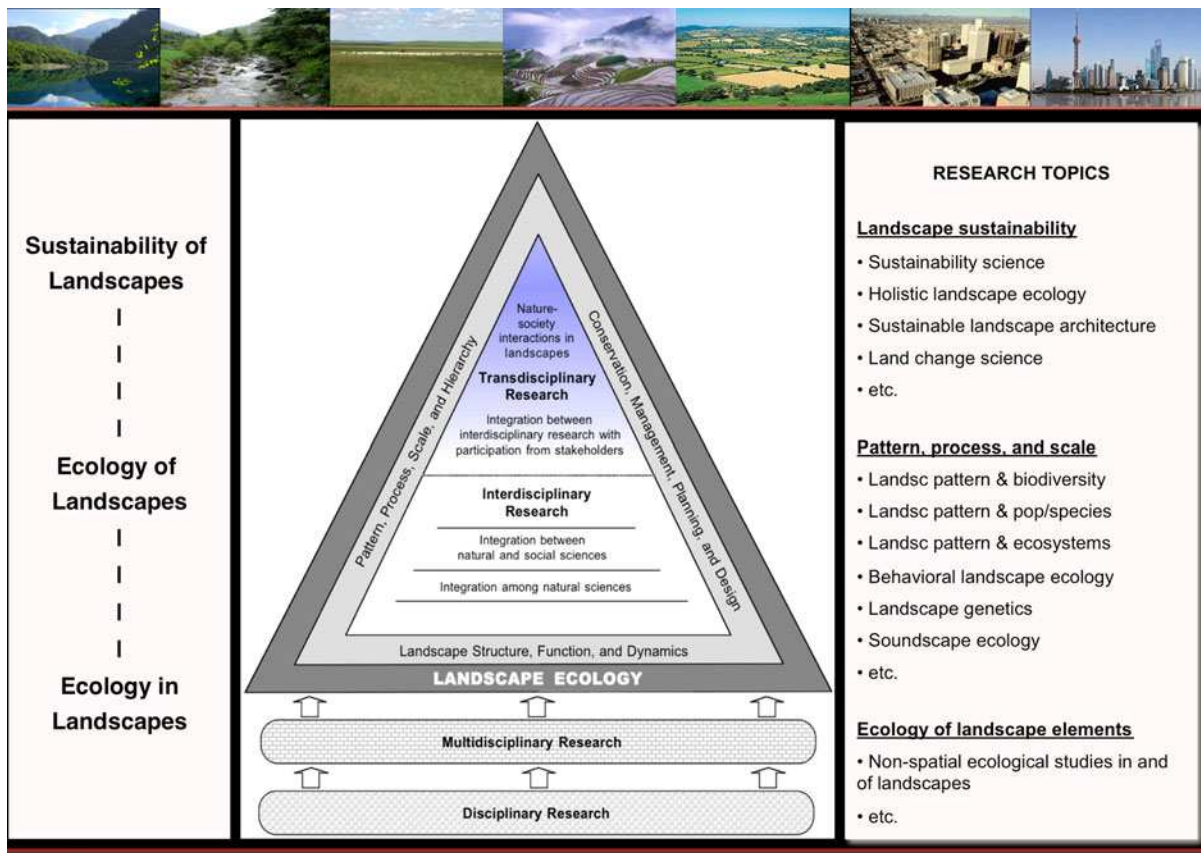 Sustainability of
Landscapes
Ecology of
Landscapes
Ecology in
Landscapes
Nature-
society
interactions in
landscapes
Transdisciplinary
Research
Integration between
interdisciplinary research with
participation from stakeholders
Interdisciplinary
Research
Integration between
natural and social sciences
Integration among natural sciences
Pattern, Process, Scale, and Hierarchy
Conservation, Management, Planning, and Design
Landscape Structure, Function, and Dynamics
LANDSCAPE ECOLOGY
Multidisciplinary Research
Disciplinary Research
RESEARCH TOPICS
Landscape sustainability
• Sustainability science
• Holistic landscape ecology
• Sustainable landscape architecture
• Land change science
• etc.
Pattern, process, and scale
• Landsc pattern & biodiversity
• Landsc pattern & pop/species
• Landsc pattern & ecosystems
• Behavioral landscape ecology
• Landscape genetics
• Soundscape ecology
• etc.
Ecology of landscape elements
• Non-spatial ecological studies in and
of landscapes
• etc.